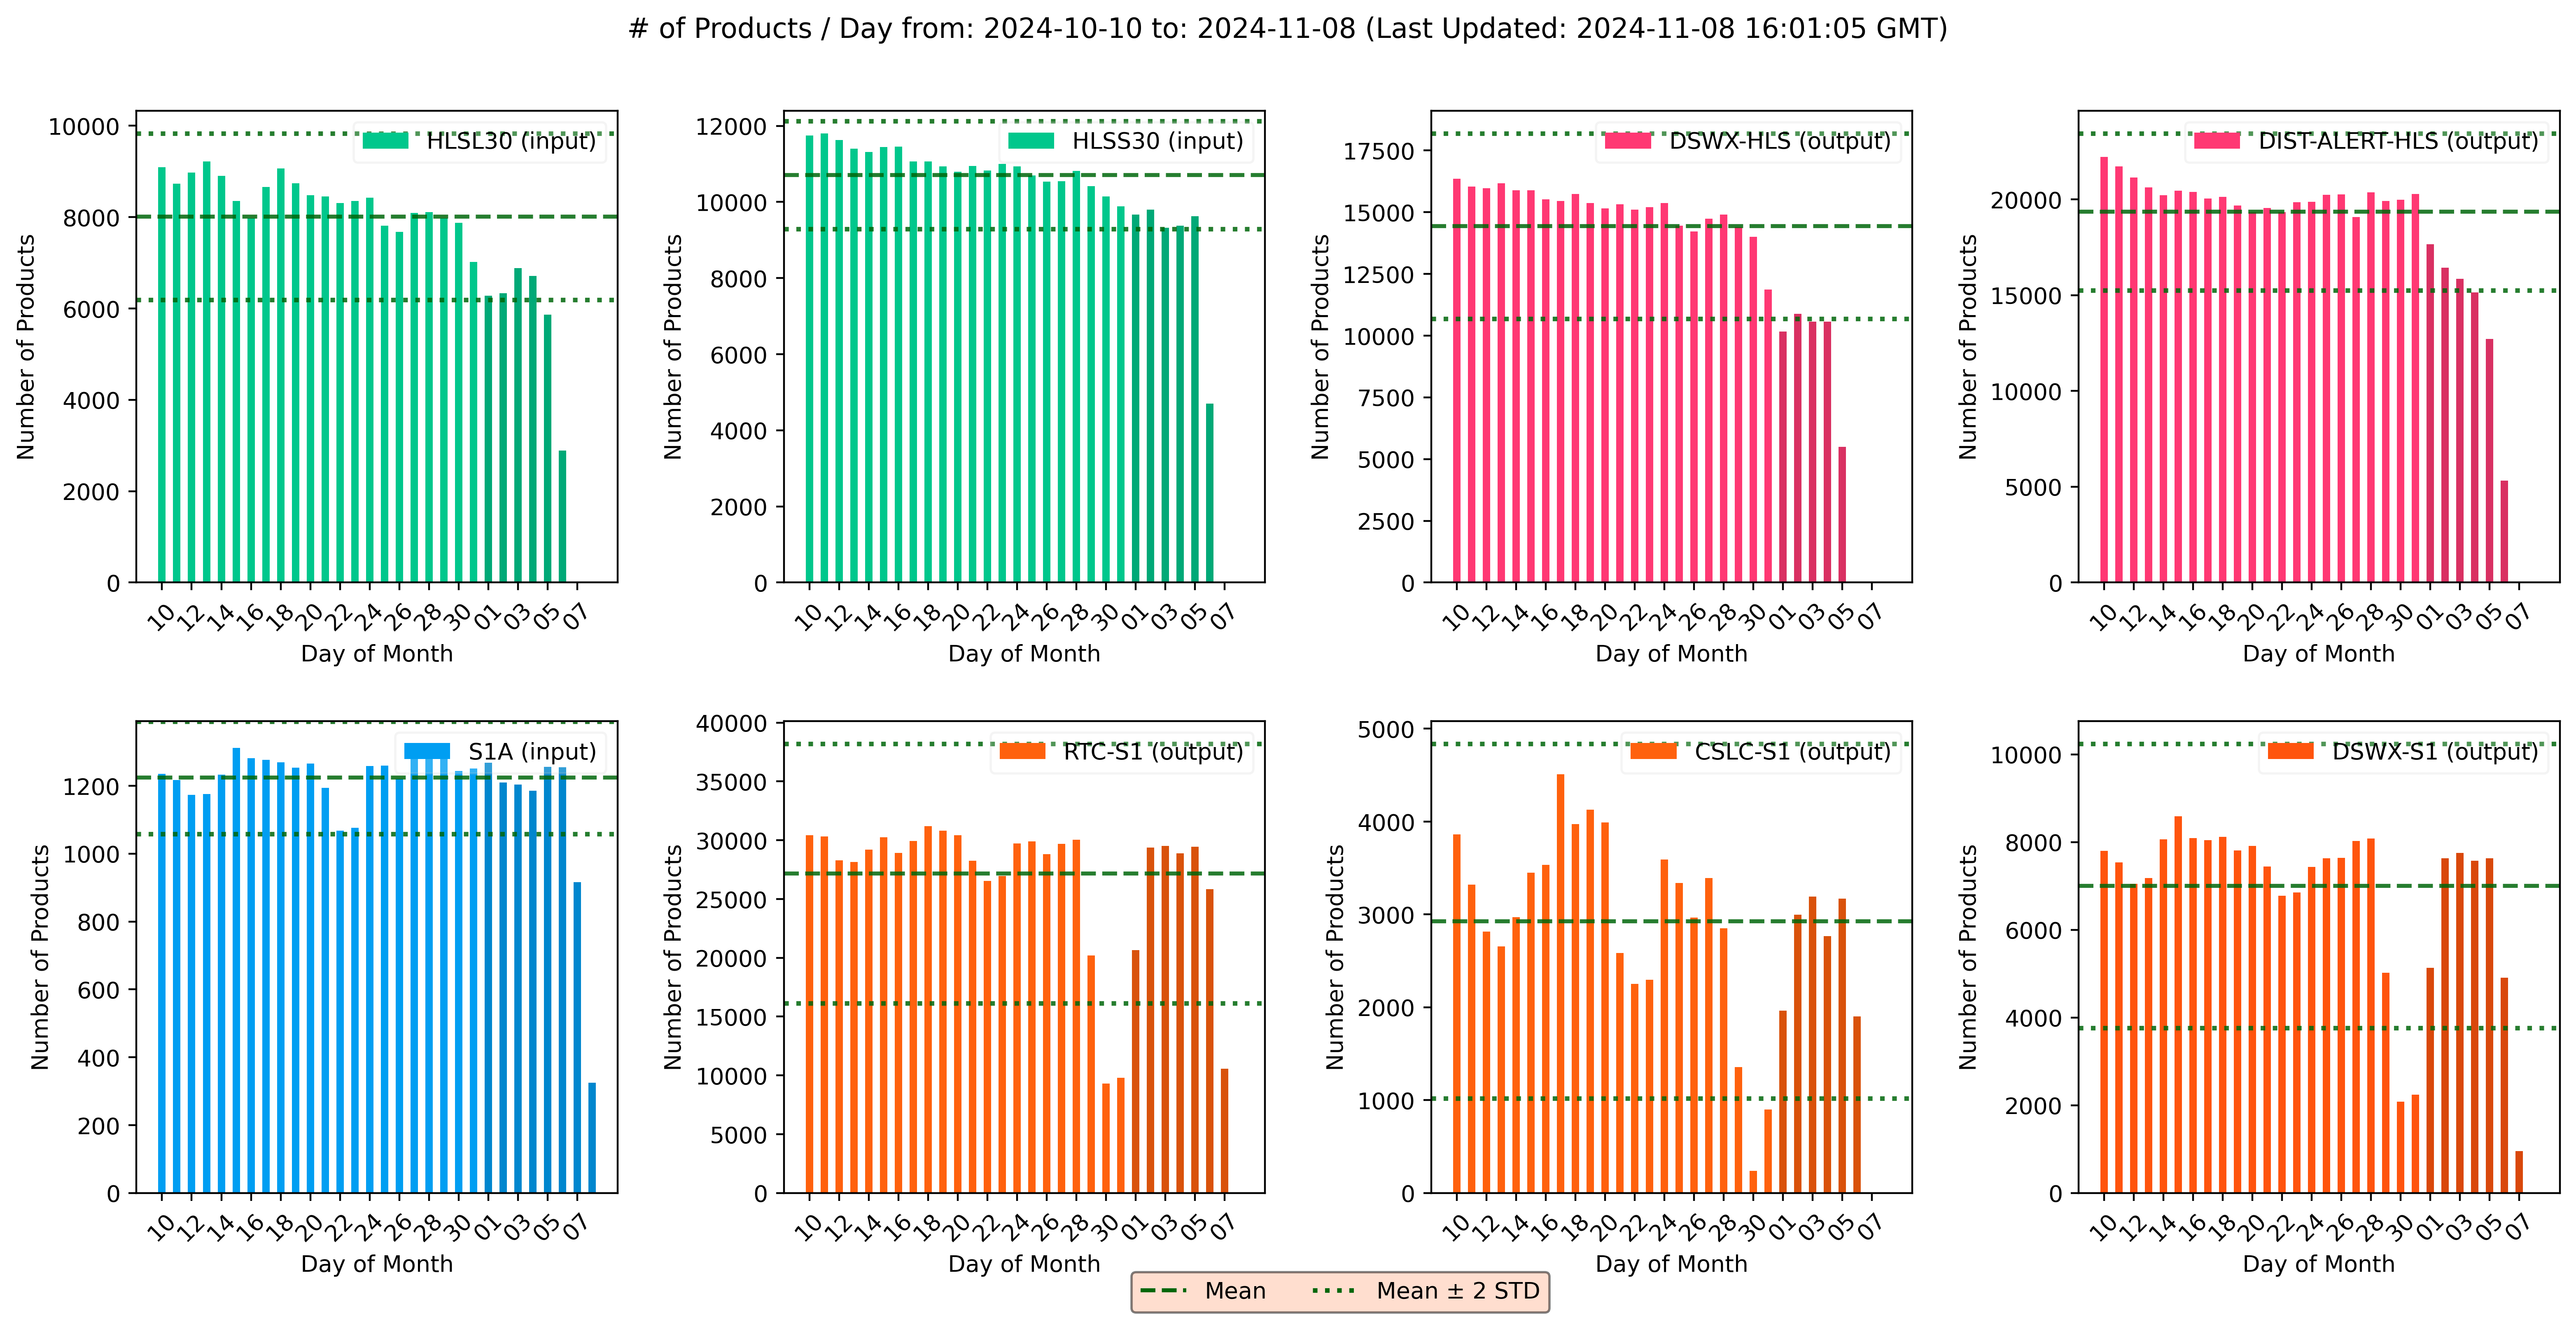 # of Products / Day from: 2024-10-10 to: 2024-11-08 (Last Updated: 2024-11-08 16:01:05 GMT)
HLSL30 (input)
Number of Products
10000
8000
6000
4000
2000
0
10 12 14 16 18 20 22 24 26 28 30 01 03 05 07
Day of Month
HLSS30 (input)
Number of Products
12000
10000
8000
6000
4000
2000
0
10 12 14 16 18 20 22 24 26 28 30 01 03 05 07
Day of Month
DSWX-HLS (output)
Number of Products
17500
15000
12500
10000
7500
5000
2500
0
10 12 14 16 18 20 22 24 26 28 30 01 03 05 07
Day of Month
DIST-ALERT-HLS (output)
Number of Products
20000
15000
10000
5000
0
10 12 14 16 18 20 22 24 26 28 30 01 03 05 07
Day of Month
S1A (input)
Number of Products
1200
1000
800
600
400
200
0
10 12 14 16 18 20 22 24 26 28 30 01 03 05 07
Day of Month
RTC-S1 (output)
Number of Products
40000
35000
30000
25000
20000
15000
10000
5000
0
10 12 14 16 18 20 22 24 26 28 30 01 03 05 07
Day of Month
CSLC-S1 (output)
Number of Products
5000
4000
3000
2000
1000
0
10 12 14 16 18 20 22 24 26 28 30 01 03 05 07
Day of Month
DSWX-S1 (output)
Number of Products
10000
8000
6000
4000
2000
0
10 12 14 16 18 20 22 24 26 28 30 01 03 05 07
Day of Month
Mean
Mean ± 2 STD